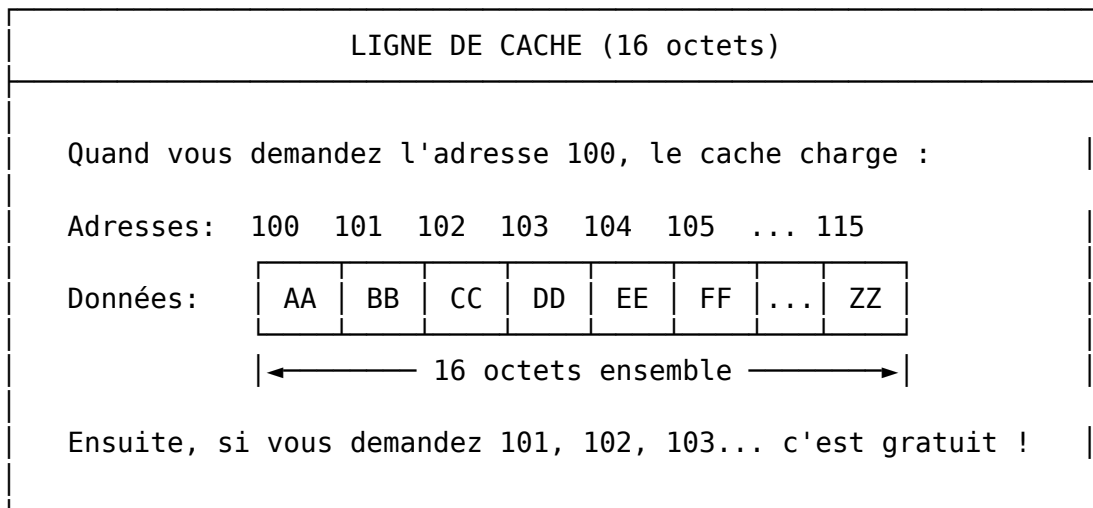 LIGNE DE CACHE (16 octets)
Quand vous demandez l'adresse 100, le cache charge :
Adresses: 100 101 102 103 104 105 ... 115
Données: AA BB CC DD EE FF ... ZZ
16 octets ensemble
Ensuite, si vous demandez 101, 102, 103... c'est gratuit !